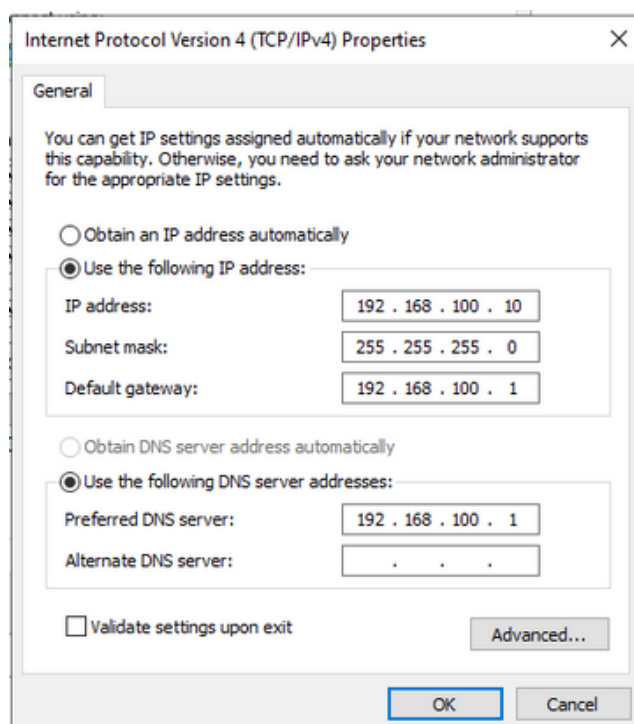 Internet Protocol Version 4 (TCP/IPv4) Properties
General
You can get IP settings assigned automatically if your network supports
this capability. Otherwise, you need to ask your network administrator
for the appropriate IP settings.
Obtain an IP address automatically
Use the following IP address:
IP address: 192 . 168 . 100 . 10
Subnet mask: 255 . 255 . 255 . 0
Default gateway: 192 . 168 . 100 . 1
Obtain DNS server address automatically
Use the following DNS server addresses:
Preferred DNS server: 192 . 168 . 100 . 1
Alternate DNS server: . . .
Validate settings upon exit
Advanced...
OK Cancel